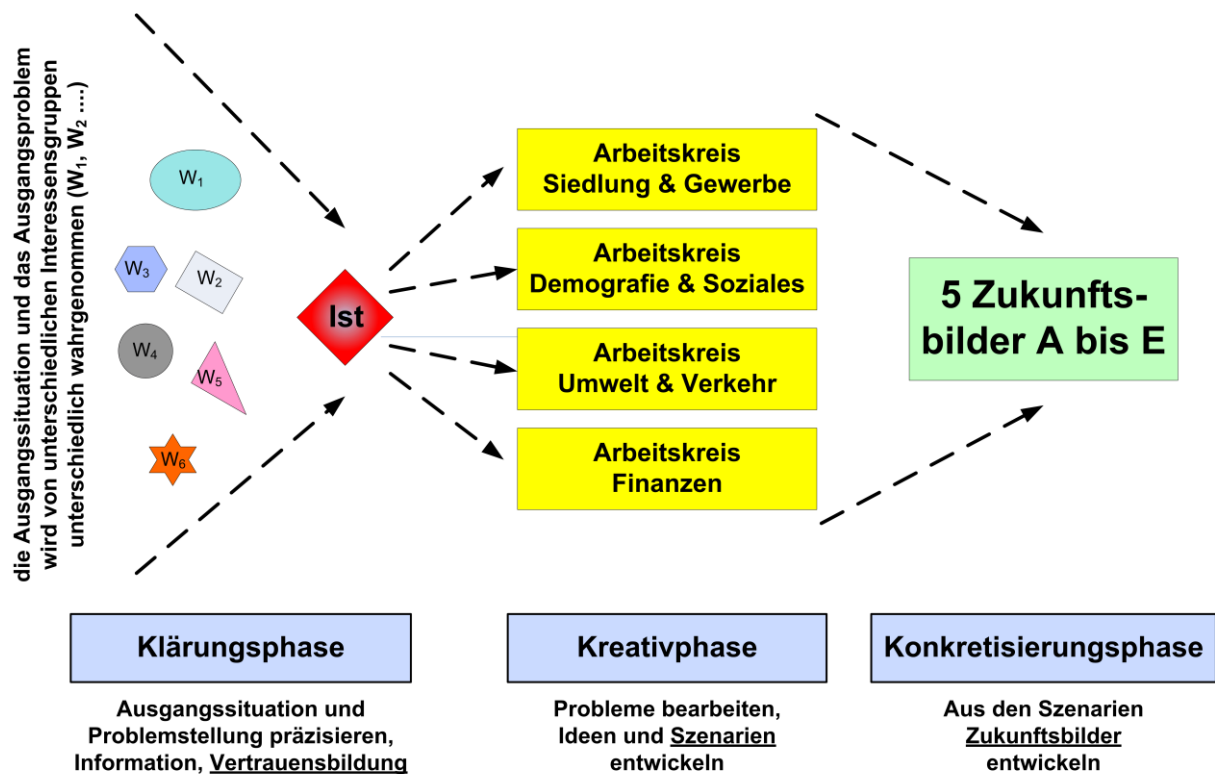 die Ausgangssituation und das Ausgangsproblem
wird von unterschiedlichen Interessensgruppen
unterschiedlich wahrgenommen (W1, W2 ....)
W1
W3
W2
W4
W5
W6
Ist
Arbeitskreis
Siedlung & Gewerbe
Arbeitskreis
Demografie & Soziales
Arbeitskreis
Umwelt & Verkehr
Arbeitskreis
Finanzen
5 Zukunfts-
bilder A bis E
Klärungsphase
Ausgangssituation und
Problemstellung präzisieren,
Information, Vertrauensbildung
Kreativphase
Probleme bearbeiten,
Ideen und Szenarien
entwickeln
Konkretisierungsphase
Aus den Szenarien
Zukunftsbilder
entwickeln